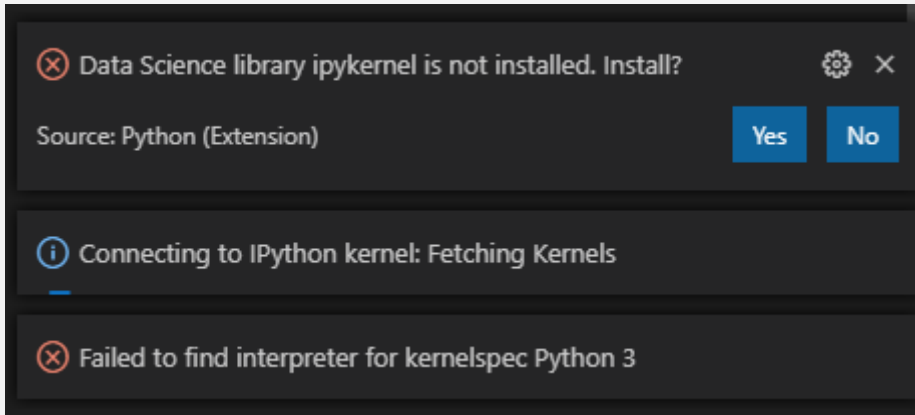 Data Science library ipykernel is not installed. Install?
Source: Python (Extension)
Yes
No
Connecting to IPython kernel: Fetching Kernels
Failed to find interpreter for kernelspec Python 3